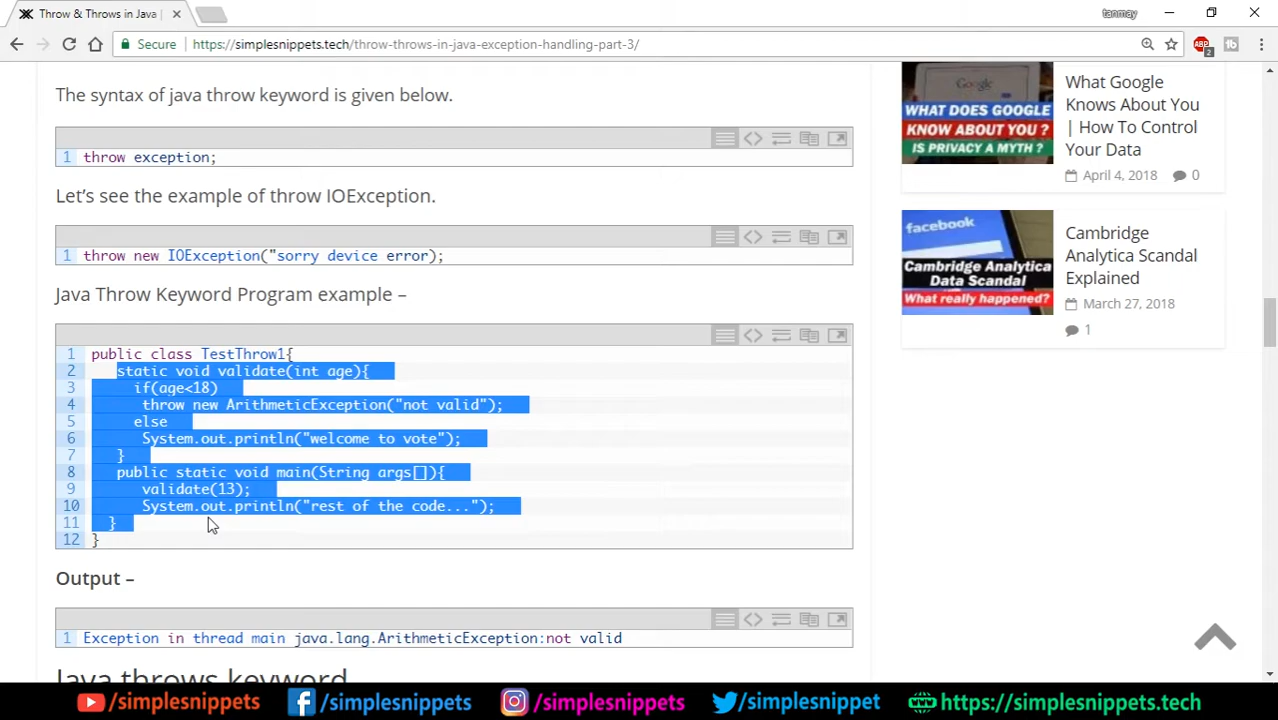 Throw & Throws in Java |
tanmay
Secure https://simplesnippets.tech/throw-throws-in-java-exception-handling-part-3/
The syntax of java throw keyword is given below.
1 throw exception;
Let’s see the example of throw IOException.
1 throw new IOException("sorry device error);
Java Throw Keyword Program example –
1 public class TestThrow1{
2 static void validate(int age){
3 if(age<18)
4 throw new ArithmeticException("not valid");
5 else
6 System.out.println("welcome to vote");
7 }
8 public static void main(String args[]){
9 validate(13);
10 System.out.println("rest of the code...");
11 }
12 }
Output –
1 Exception in thread main java.lang.ArithmeticException:not valid
Java throws keyword
Google
WHAT DOES GOOGLE
KNOW ABOUT YOU ?
IS PRIVACY A MYTH ?
What Google
Knows About You
| How To Control
Your Data
April 4, 2018 0
facebook
Cambridge Analytica
Data Scandal
What really happened?
Cambridge
Analytica Scandal
Explained
March 27, 2018
1
ABP
2
/simplesnippets /simplesnippets /simplesnippets /simplesnippet https://simplesnippets.tech